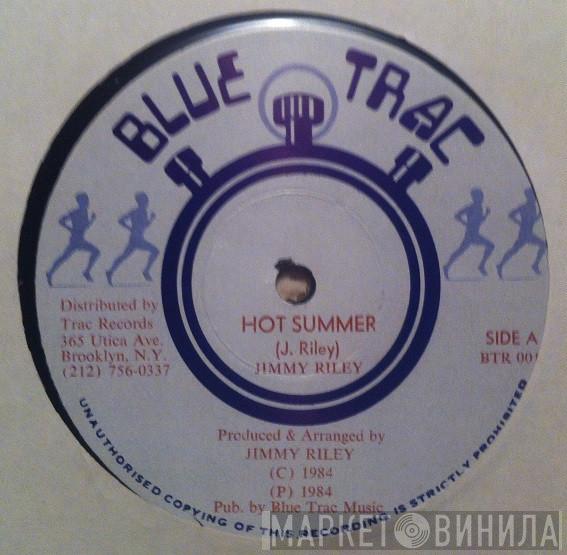 BLUE TRAC
Distributed by
Trac Records
365 Utica Ave.
Brooklyn, N.Y.
(212) 756-0337
HOT SUMMER
(J. Riley)
JIMMY RILEY
SIDE A
BTR 001
Produced & Arranged by
JIMMY RILEY
(C) 1984
(P) 1984
Pub. by Blue Trac Music
UNAUTHORISED COPYING OF THIS RECORDING IS STRICTLY PROHIBITED
МАРКЕТ ВИНИЛА